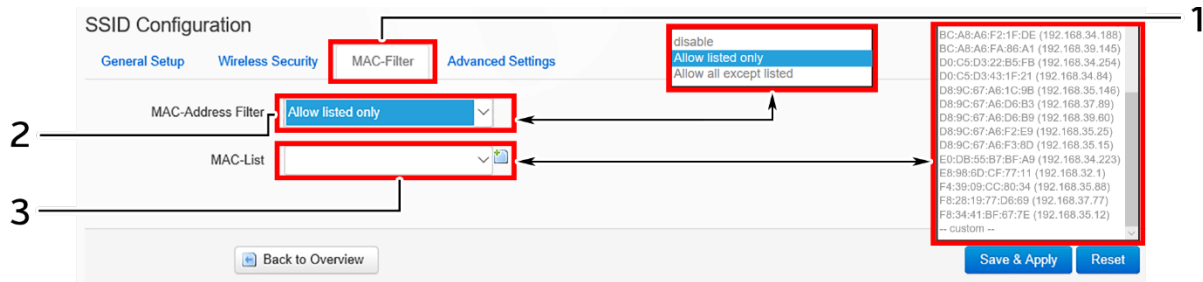 SSID Configuration
1
General Setup Wireless Security MAC-Filter Advanced Settings
disable
Allow listed only
Allow all except listed
MAC-Address Filter Allow listed only
2
MAC-List
3
BC:A8:A6:F2:1F:DE (192.168.34.188)
BC:A8:A6:FA:86:A1 (192.168.39.145)
D0:C5:D3:22:B5:FB (192.168.34.254)
D0:C5:D3:43:1F:21 (192.168.34.84)
D8:9C:67:A6:1C:9B (192.168.35.146)
D8:9C:67:A6:D6:B3 (192.168.37.89)
D8:9C:67:A6:D6:B9 (192.168.39.60)
D8:9C:67:A6:F2:E9 (192.168.35.25)
D8:9C:67:A6:F3:8D (192.168.35.15)
E0:DB:55:B7:BF:A9 (192.168.34.223)
E8:98:6D:CF:77:11 (192.168.32.1)
F4:39:09:CC:80:34 (192.168.35.88)
F8:28:19:77:D6:69 (192.168.37.77)
F8:34:41:BF:67:7E (192.168.35.12)
-- custom --
Back to Overview Save & Apply Reset